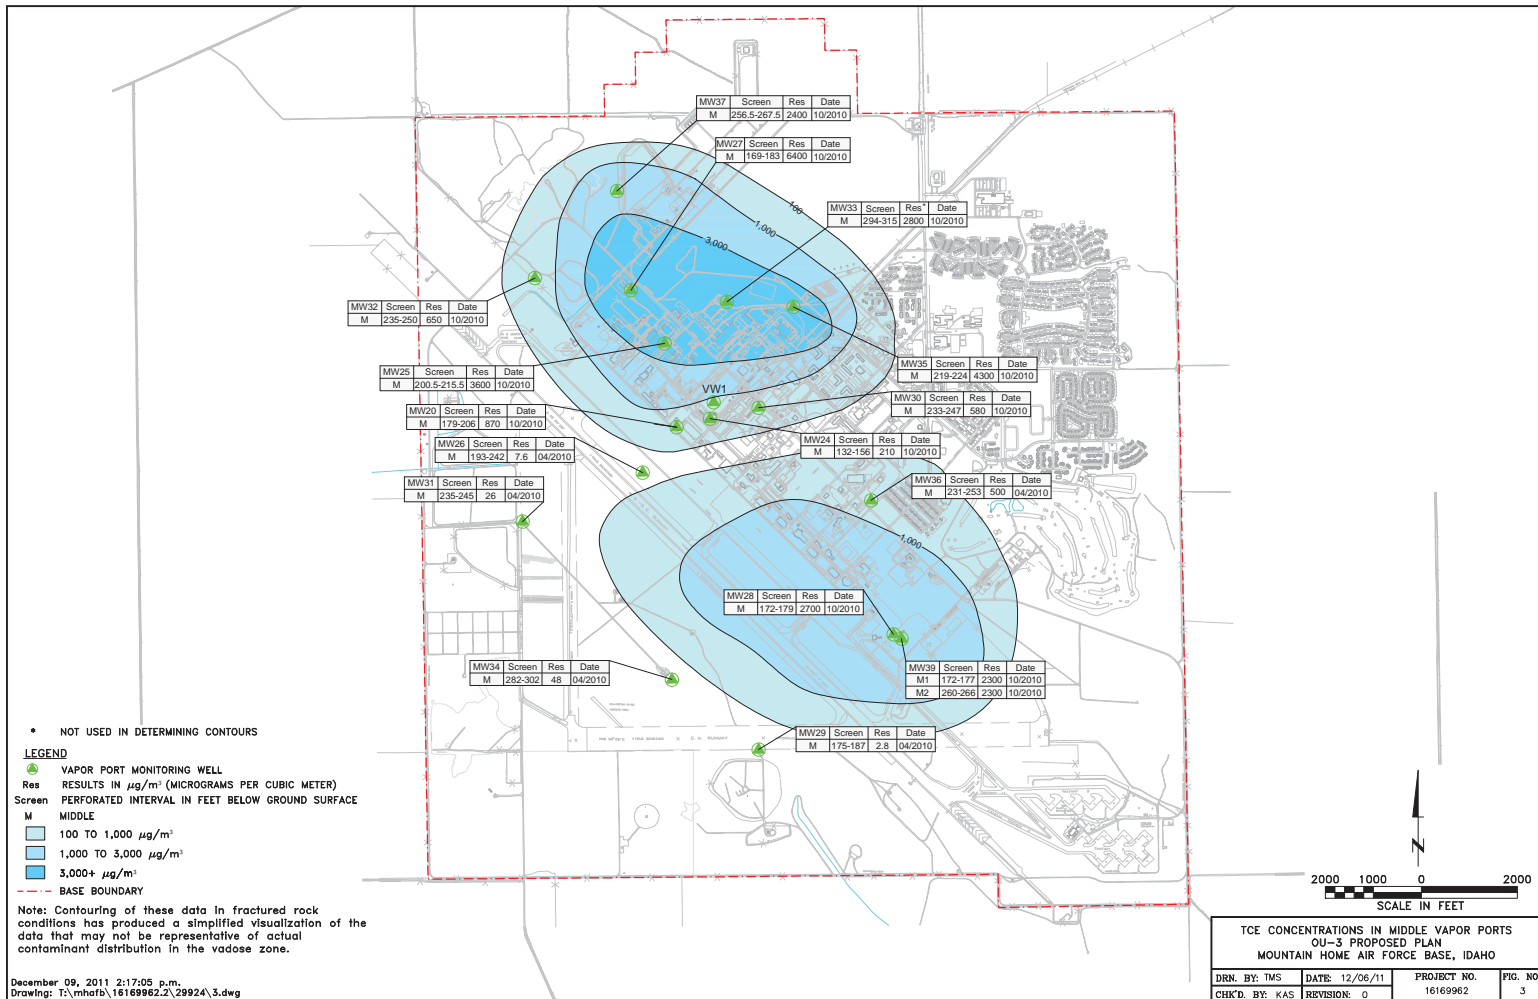 MW37 Screen Res Date
M 256.5-267.5 2400 10/2010
MW27 Screen Res Date
M 169-183 6400 10/2010
MW33 Screen Res* Date
M 294-315 2800 10/2010
100
1,000
3,000
MW32 Screen Res Date
M 235-250 650 10/2010
MW25 Screen Res Date
M 200.5-215.5 3600 10/2010
MW35 Screen Res Date
M 219-224 4300 10/2010
VW1
MW30 Screen Res Date
M 233-247 580 10/2010
MW20 Screen Res Date
M 179-206 870 10/2010
MW24 Screen Res Date
M 132-156 210 10/2010
MW26 Screen Res Date
M 193-242 7.6 04/2010
MW31 Screen Res Date
M 235-245 26 04/2010
MW36 Screen Res Date
M 231-253 500 04/2010
1,000
MW28 Screen Res Date
M 172-179 2700 10/2010
MW34 Screen Res Date
M 282-302 48 04/2010
MW39 Screen Res Date
M1 172-177 2300 10/2010
M2 260-266 2300 10/2010
MW29 Screen Res Date
M 175-187 2.8 04/2010
* NOT USED IN DETERMINING CONTOURS
LEGEND
VAPOR PORT MONITORING WELL
Res RESULTS IN µg/m³ (MICROGRAMS PER CUBIC METER)
Screen PERFORATED INTERVAL IN FEET BELOW GROUND SURFACE
M MIDDLE
100 TO 1,000 µg/m³
1,000 TO 3,000 µg/m³
3,000+ µg/m³
BASE BOUNDARY
Note: Contouring of these data in fractured rock
conditions has produced a simplified visualization of the
data that may not be representative of actual
contaminant distribution in the vadose zone.
December 09, 2011 2:17:05 p.m.
Drawing: T:\mhafb\16169962.2\29924\3.dwg
N
2000 1000 0 2000
SCALE IN FEET
TCE CONCENTRATIONS IN MIDDLE VAPOR PORTS
OU-3 PROPOSED PLAN
MOUNTAIN HOME AIR FORCE BASE, IDAHO
DRN. BY: TMS DATE: 12/06/11 PROJECT NO. FIG. NO
CHK'D. BY: KAS REVISION: 0 16169962 3